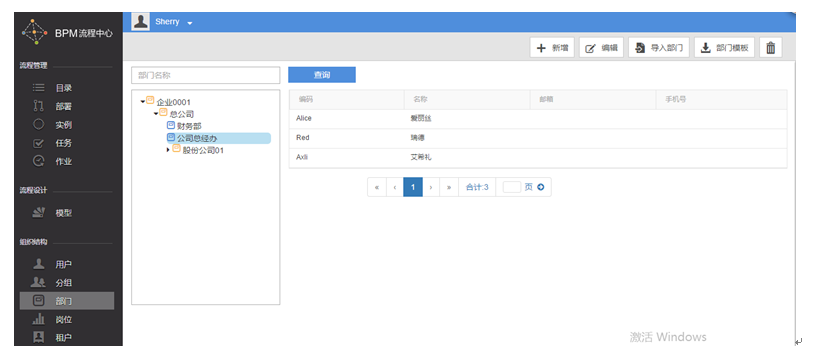 BPM流程中心
Sherry
流程管理
目录
部署
实例
任务
作业
流程设计
模型
组织结构
用户
分组
部门
岗位
租户
新增
编辑
导入部门
部门模板
部门名称
查询
企业0001
总公司
财务部
公司总经办
股份公司01
编码 名称 邮箱 手机号
Alice 爱丽丝
Red 瑞德
Axli 艾希礼
« ‹ 1 › » 合计:3 页
激活 Windows